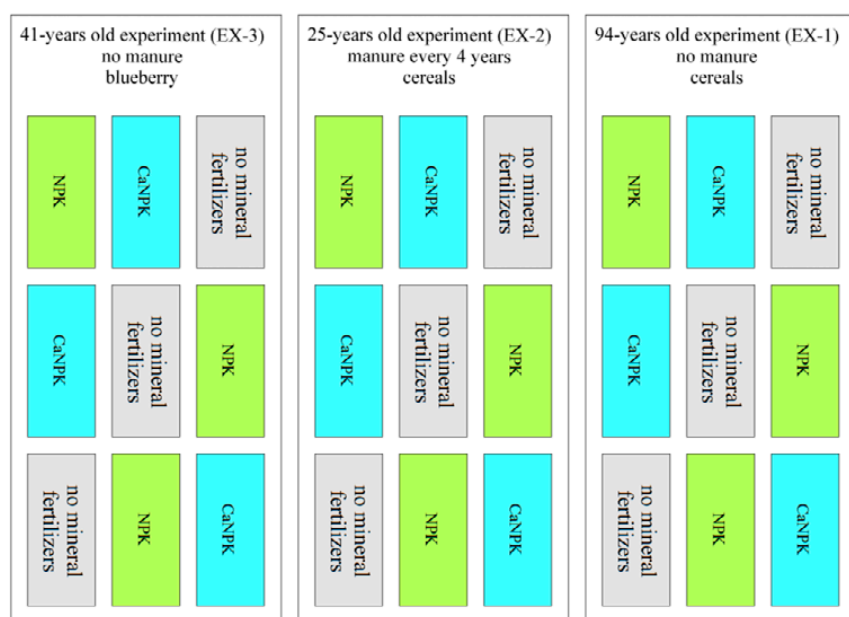 41-years old experiment (EX-3)
no manure
blueberry
NPK
CaNPK
no mineral
fertilizers
CaNPK
no mineral
fertilizers
NPK
no mineral
fertilizers
NPK
CaNPK
25-years old experiment (EX-2)
manure every 4 years
cereals
NPK
CaNPK
no mineral
fertilizers
CaNPK
no mineral
fertilizers
NPK
no mineral
fertilizers
NPK
CaNPK
94-years old experiment (EX-1)
no manure
cereals
NPK
CaNPK
no mineral
fertilizers
CaNPK
no mineral
fertilizers
NPK
no mineral
fertilizers
NPK
CaNPK